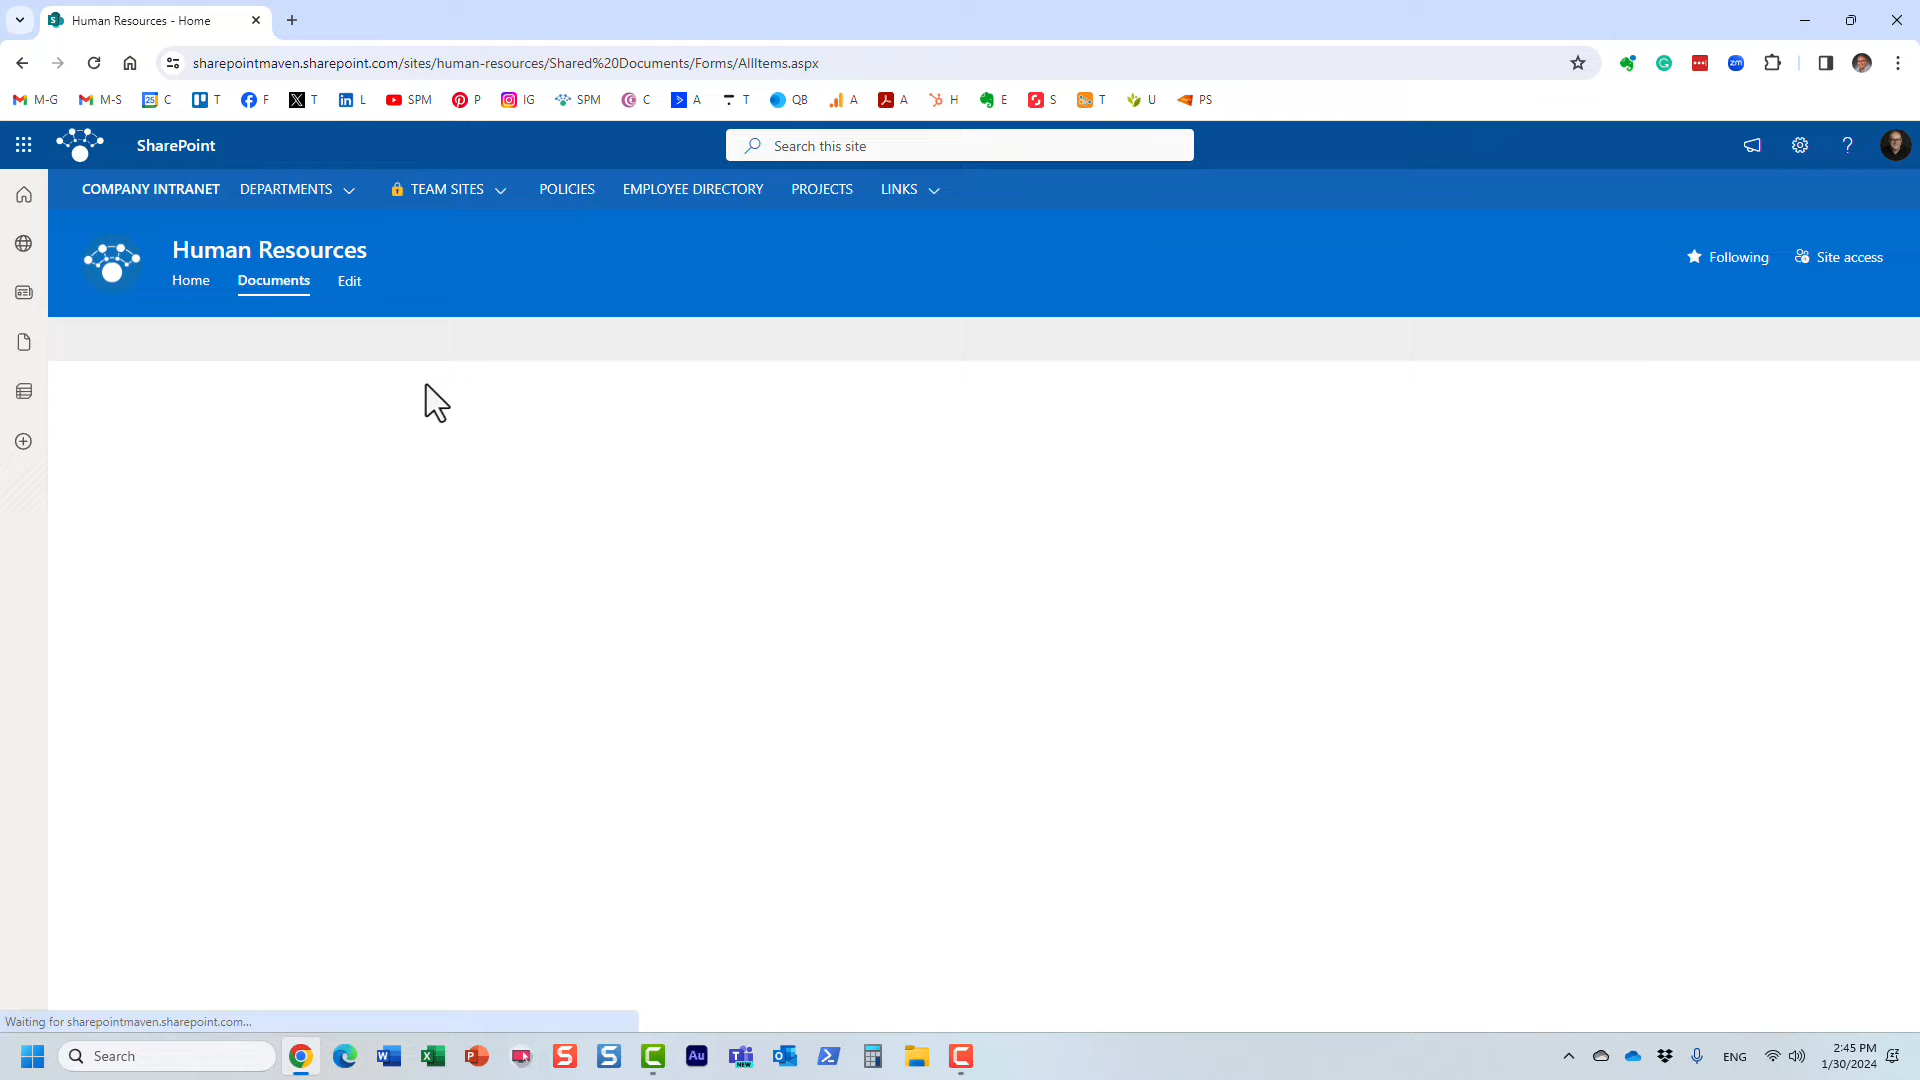 Human Resources - Home
sharepointmaven.sharepoint.com/sites/human-resources/Shared%20Documents/Forms/AllItems.aspx
M-G M-S C T F T L SPM P IG SPM C A T QB A A H E S T U PS
SharePoint
Search this site
COMPANY INTRANET DEPARTMENTS TEAM SITES POLICIES EMPLOYEE DIRECTORY PROJECTS LINKS
Human Resources
Home Documents Edit
Following Site access
Waiting for sharepointmaven.sharepoint.com...
Search
ENG
2:45 PM
1/30/2024